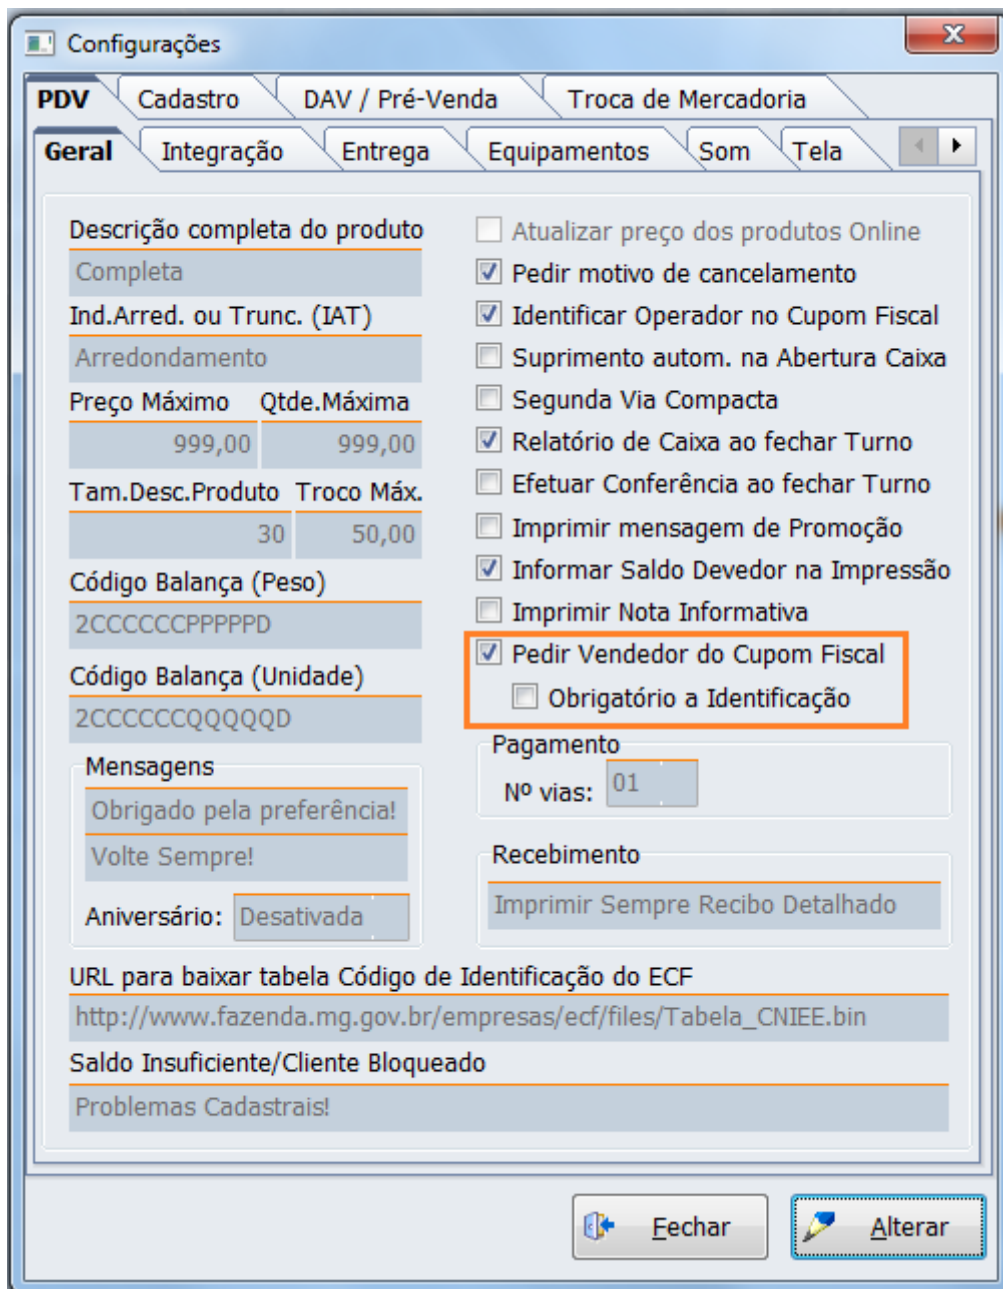 Configurações
PDV Cadastro DAV / Pré-Venda Troca de Mercadoria
Geral Integração Entrega Equipamentos Som Tela
Descrição completa do produto
Completa
Ind.Arred. ou Trunc. (IAT)
Arredondamento
Preço Máximo Qtde.Máxima
999,00 999,00
Tam.Desc.Produto Troco Máx.
30 50,00
Código Balança (Peso)
2CCCCCCPPPPPD
Código Balança (Unidade)
2CCCCCCQQQQQD
Mensagens
Obrigado pela preferência!
Volte Sempre!
Aniversário: Desativada
Atualizar preço dos produtos Online
Pedir motivo de cancelamento
Identificar Operador no Cupom Fiscal
Suprimento autom. na Abertura Caixa
Segunda Via Compacta
Relatório de Caixa ao fechar Turno
Efetuar Conferência ao fechar Turno
Imprimir mensagem de Promoção
Informar Saldo Devedor na Impressão
Imprimir Nota Informativa
Pedir Vendedor do Cupom Fiscal
Obrigatório a Identificação
Pagamento
Nº vias: 01
Recebimento
Imprimir Sempre Recibo Detalhado
URL para baixar tabela Código de Identificação do ECF
http://www.fazenda.mg.gov.br/empresas/ecf/files/Tabela_CNIEE.bin
Saldo Insuficiente/Cliente Bloqueado
Problemas Cadastrais!
Fechar Alterar